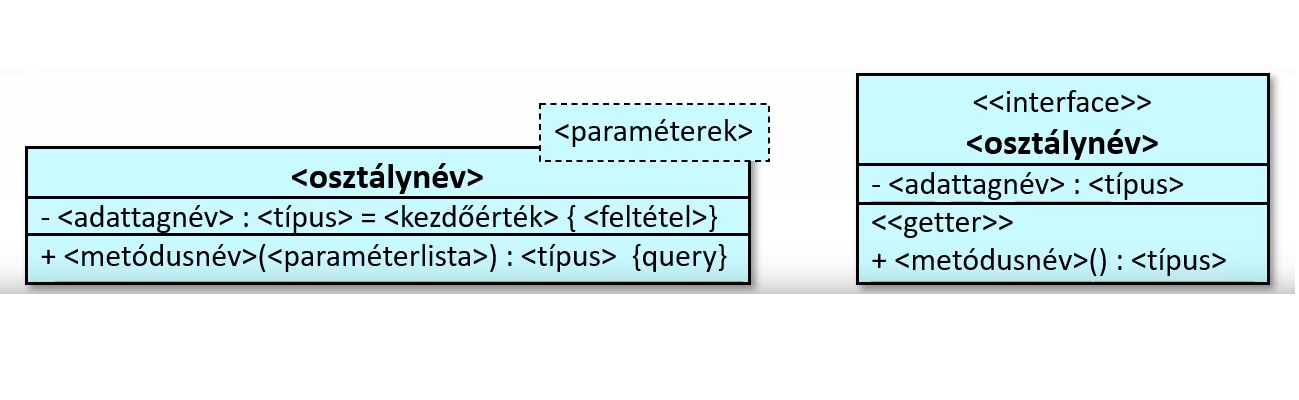 <paraméterek>
<osztálynév>
- <adattagnév> : <típus> = <kezdőérték> { <feltétel>}
+ <metódusnév>(<paraméterlista>) : <típus> {query}
<<interface>>
<osztálynév>
- <adattagnév> : <típus>
<<getter>>
+ <metódusnév>() : <típus>